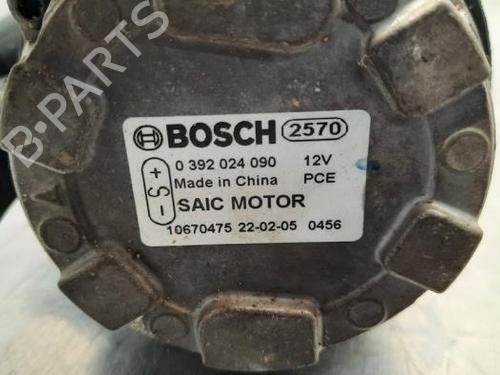 BOSCH 2570
0 392 024 090 12V
Made in China PCE
SAIC MOTOR
10670475 22-02-05 0456
+ S -
B-PARTS